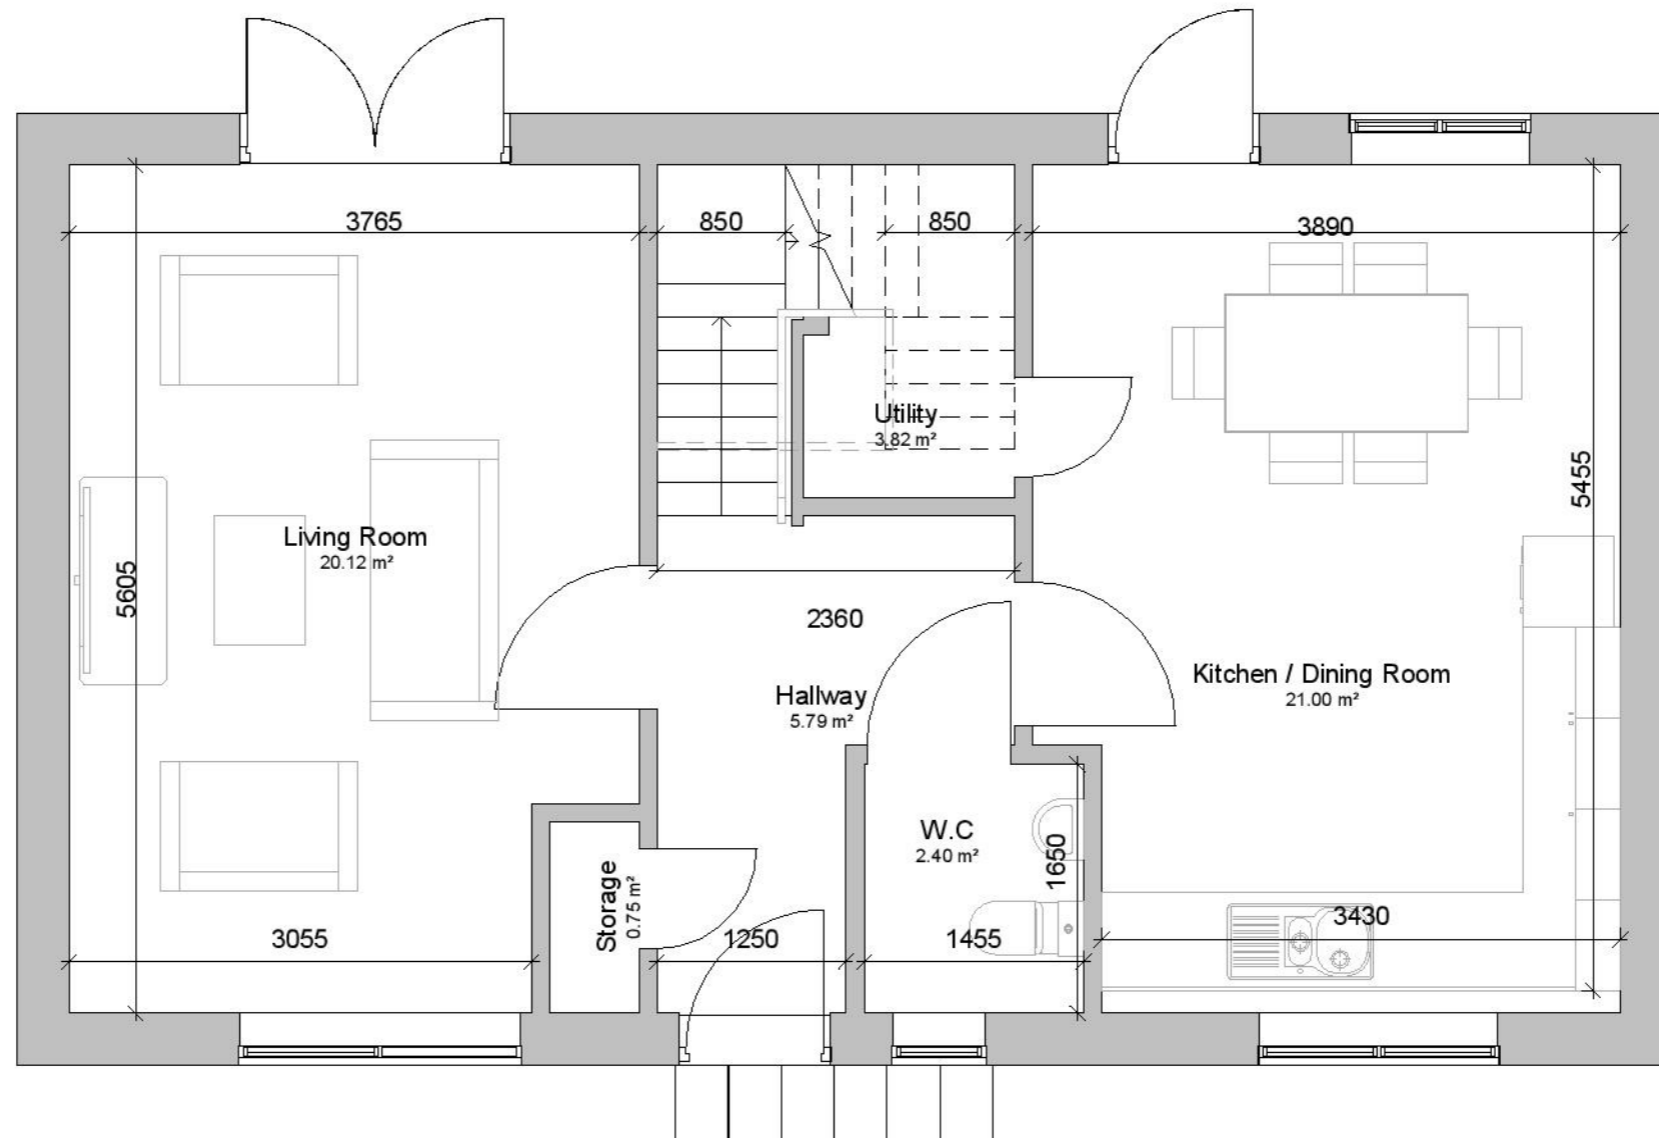 3765
850
850
3890
Utility
3.82 m²
5455
Living Room
20.12 m²
5605
2360
Kitchen / Dining Room
21.00 m²
Hallway
5.79 m²
W.C
2.40 m²
1650
Storage
0.75 m²
3430
3055
1250
1455